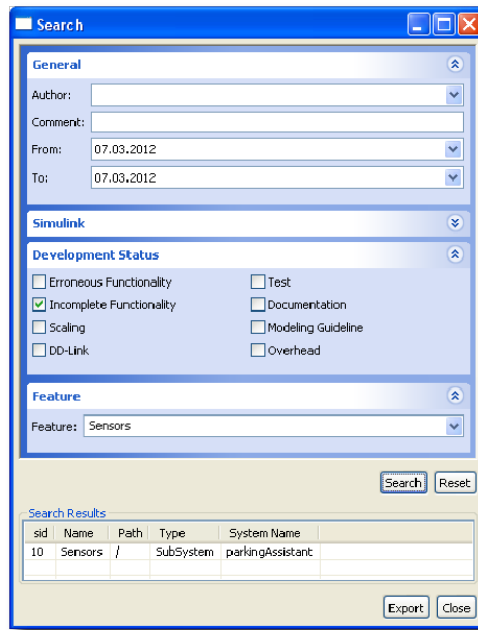 Search
General
Author:
Comment:
From: 07.03.2012
To: 07.03.2012
Simulink
Development Status
Erroneous Functionality Test
Incomplete Functionality Documentation
Scaling Modeling Guideline
DD-Link Overhead
Feature
Feature: Sensors
Search Reset
Search Results
sid Name Path Type System Name
10 Sensors / SubSystem parkingAssistant
Export Close